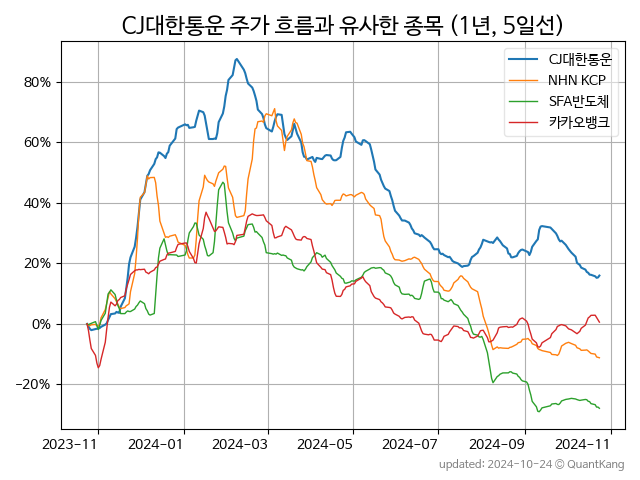 CJ대한통운 주가 흐름과 유사한 종목 (1년, 5일선)
CJ대한통운
NHN KCP
SFA반도체
카카오뱅크
80%
60%
40%
20%
0%
−20%
2023-11
2024-01
2024-03
2024-05
2024-07
2024-09
2024-11
updated: 2024-10-24 © QuantKang